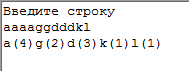 Введите строку
aaaaggdddkl
a(4)g(2)d(3)k(1)l(1)